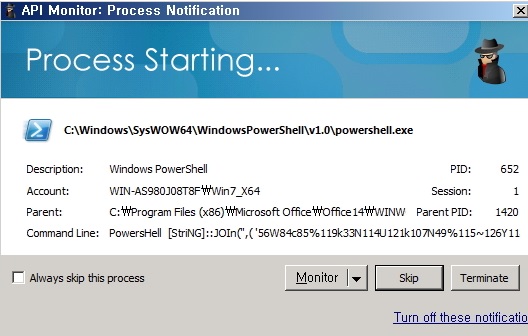 API Monitor: Process Notification
Process Starting...
C:\Windows\SysWOW64\WindowsPowerShell\v1.0\powershell.exe
Description: Windows PowerShell PID: 652
Account: WIN-AS980J08T8F₩Win7_X64 Session: 1
Parent: C:₩Program Files (x86)₩Microsoft Office₩Office14₩WINW Parent PID: 1420
Command Line: PowersHell [StriNG]::JOIn('',( '56W84c85%119k33N114U121k107N49%115~126Y11
Always skip this process Monitor Skip Terminate
Turn off these notificatio